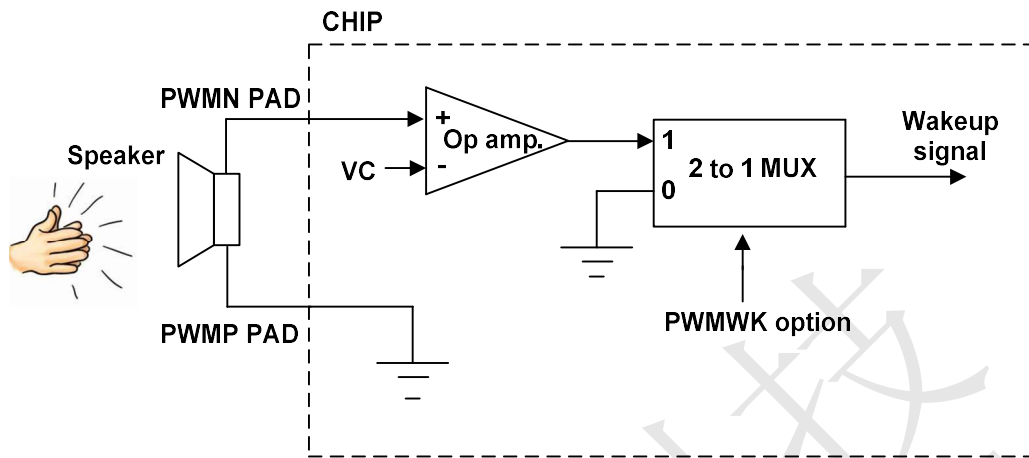 CHIP
PWMN PAD
Speaker
+
Op amp.
-
VC
1
2 to 1 MUX
0
Wakeup
signal
PWMWK option
PWMP PAD
技